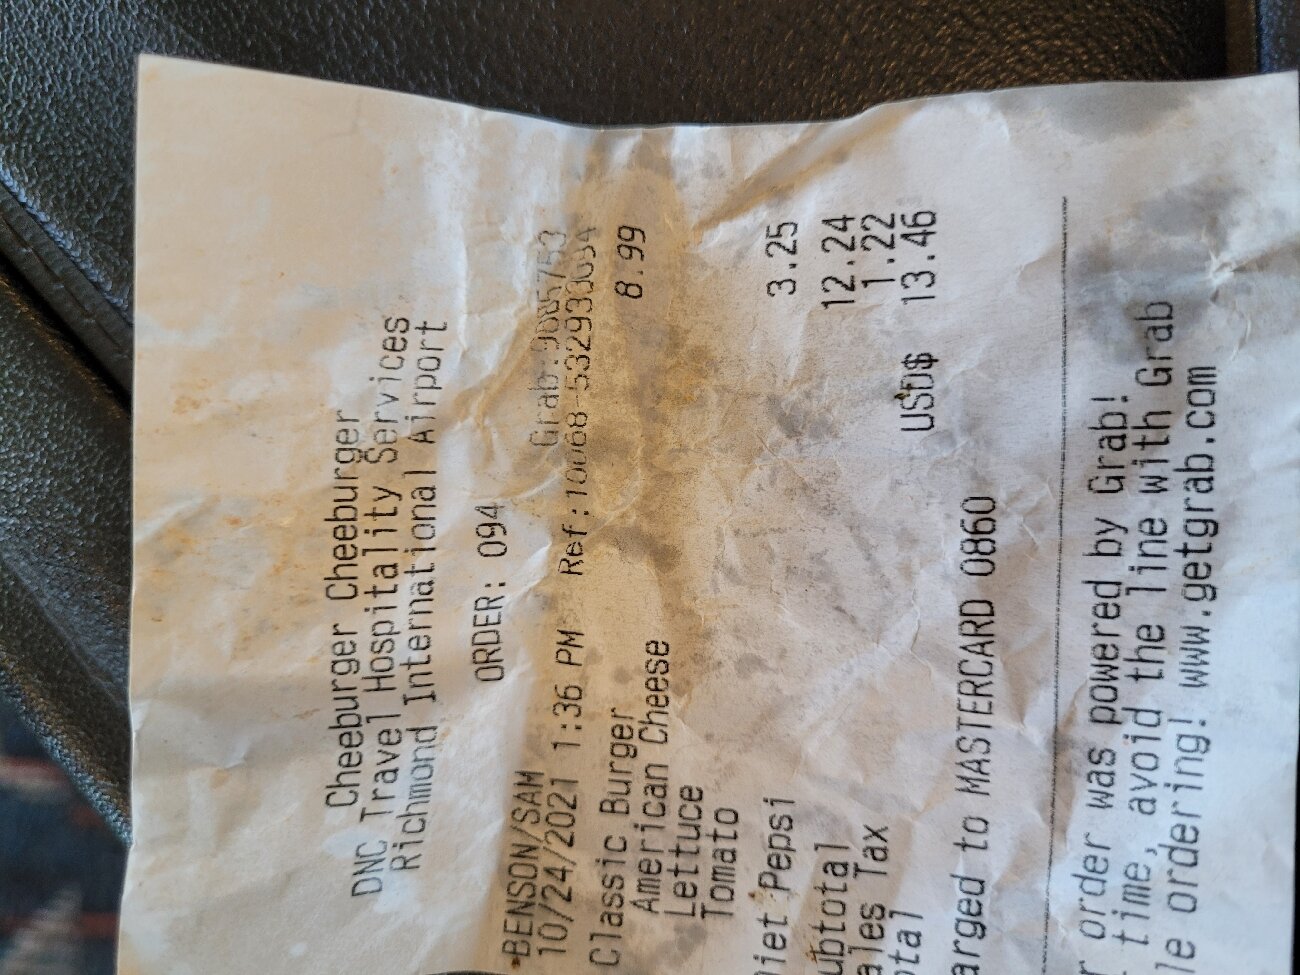 Cheeburger Cheeburger
DNC Travel Hospitality Services
Richmond International Airport
ORDER: 094
*BENSON/SAM
10/24/2021 1:36 PM
Classic Burger 8.99
American Cheese
Lettuce
Tomato
iet Pepsi 3.25
ubtotal 12.24
ales Tax 1.22
otal USD$ 13.46
arged to MASTERCARD 0860
r order was powered by Grab!
time, avoid the line with Grab
le ordering! www.getgrab.com